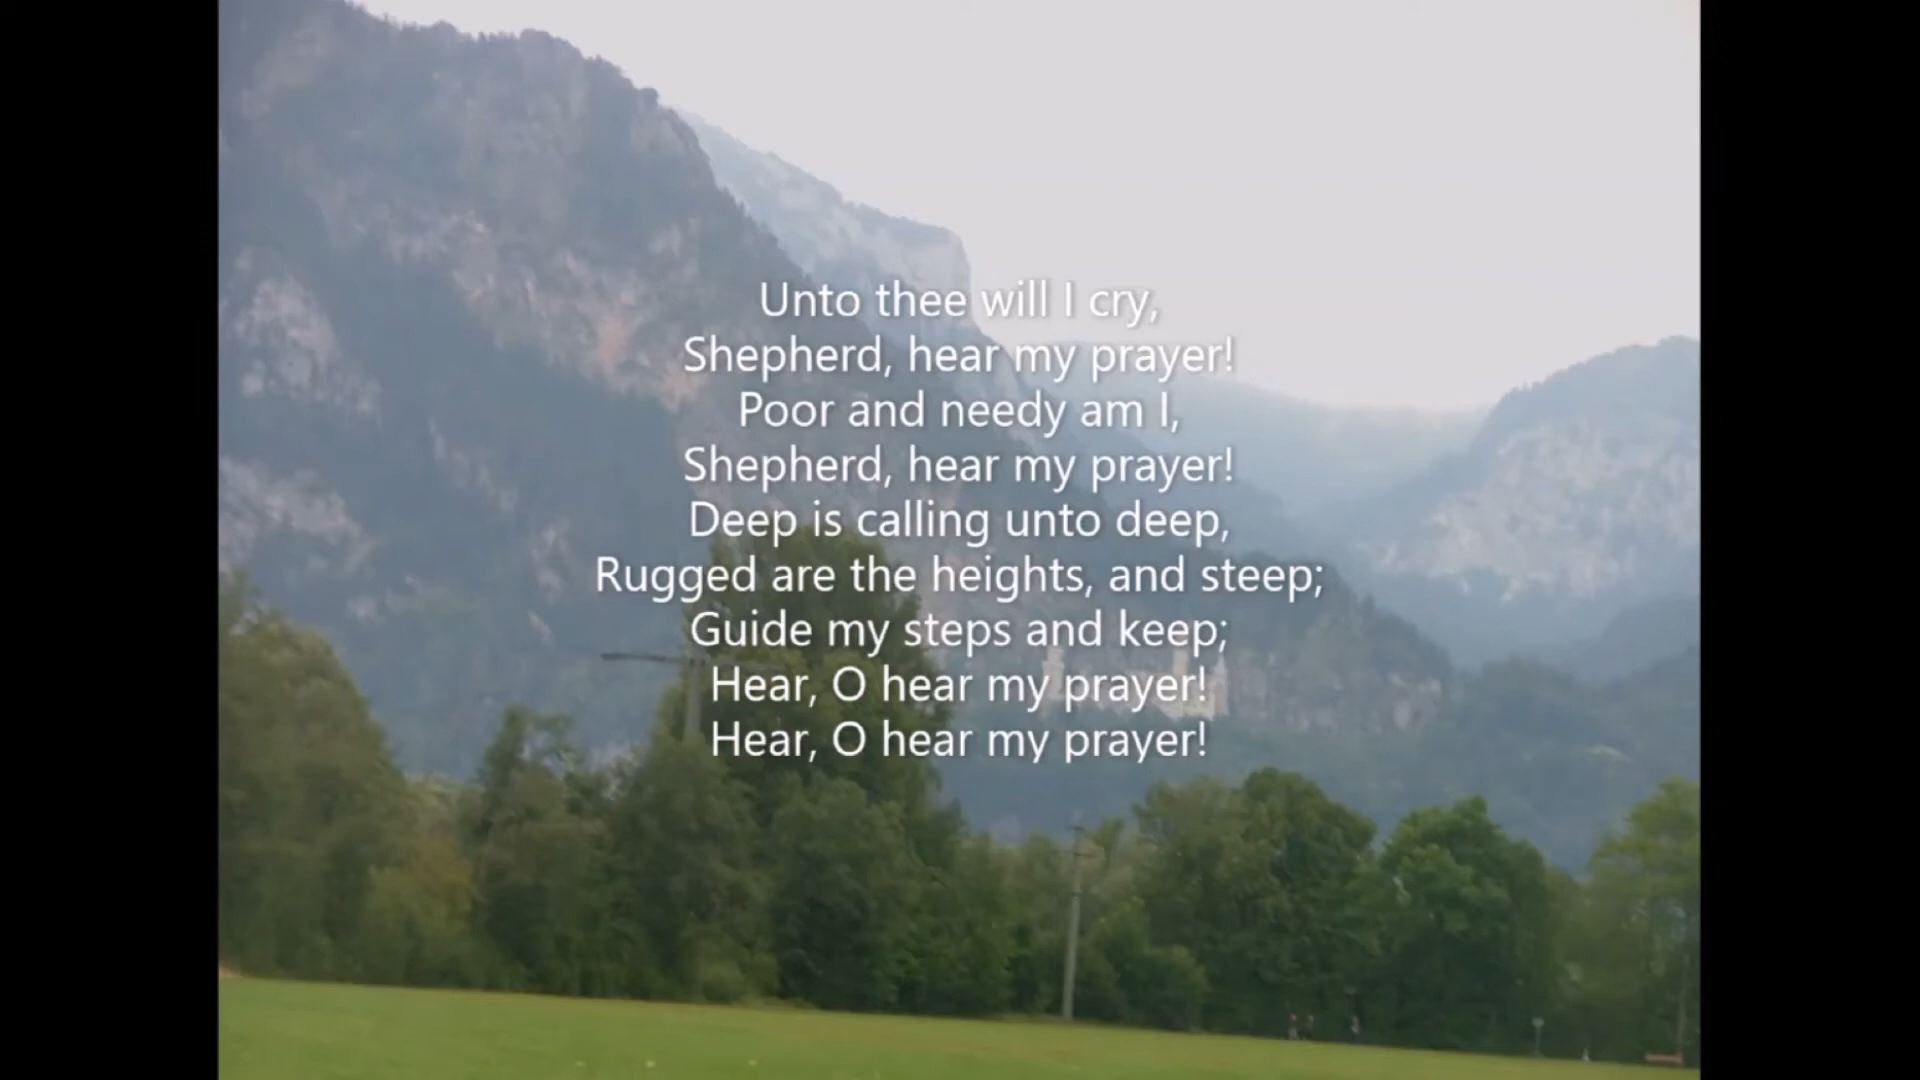 Unto thee will I cry,
Shepherd, hear my prayer!
Poor and needy am I,
Shepherd, hear my prayer!
Deep is calling unto deep,
Rugged are the heights, and steep;
Guide my steps and keep;
Hear, O hear my prayer!
Hear, O hear my prayer!